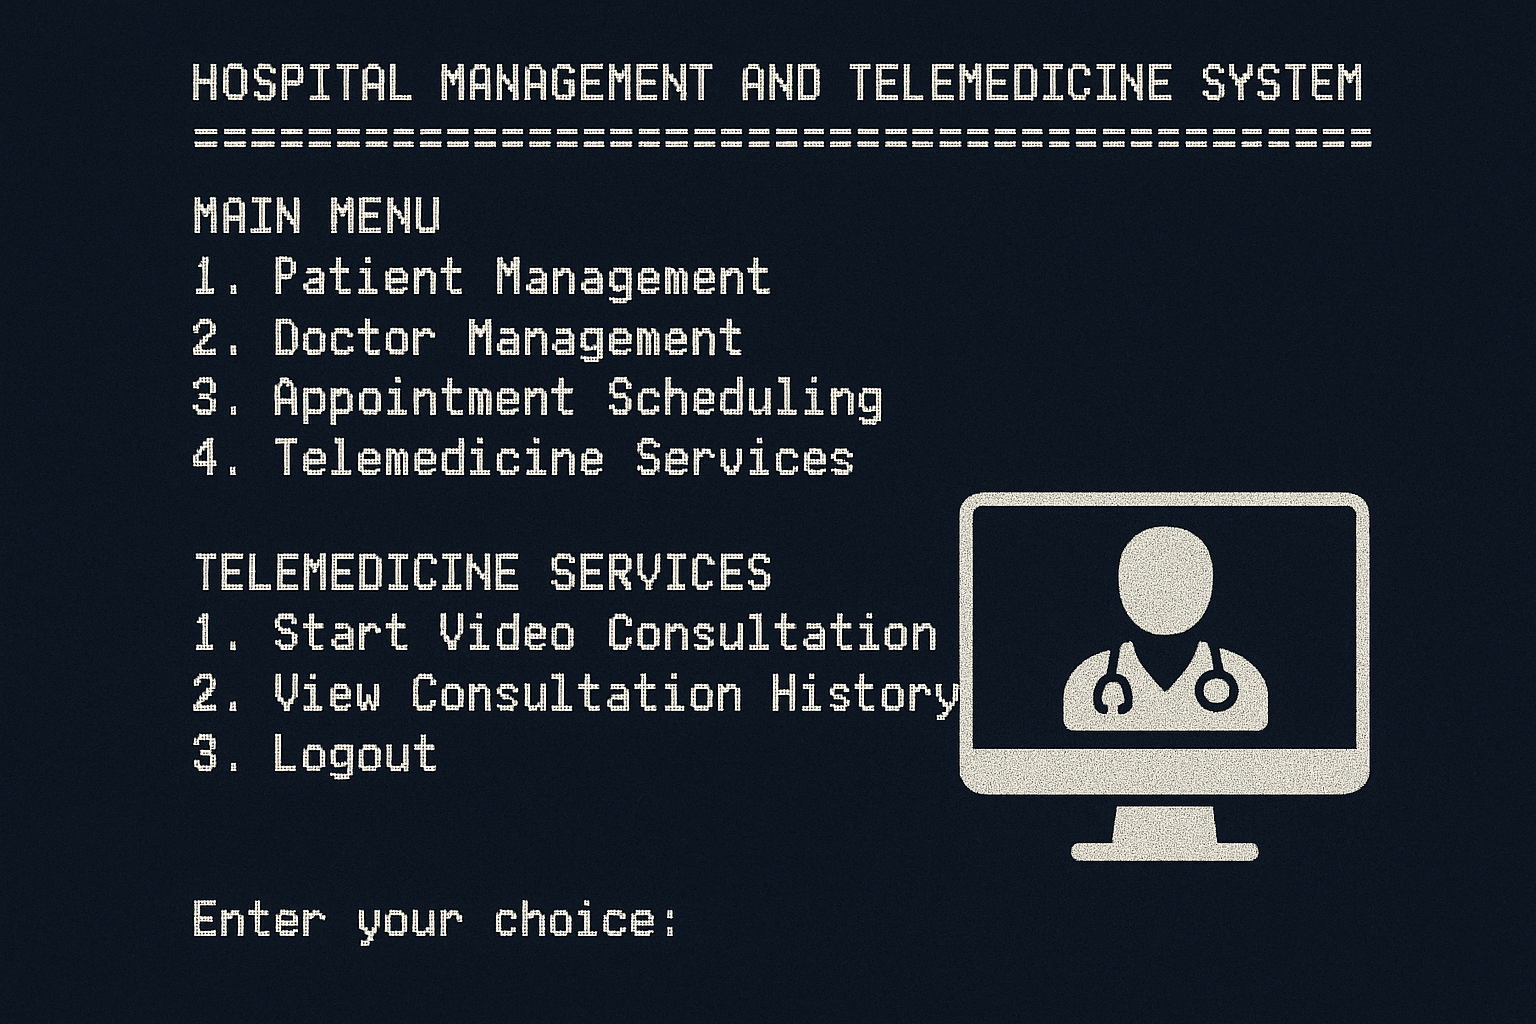 HOSPITAL MANAGEMENT AND TELEMEDICINE SYSTEM
===========================================
MAIN MENU
1. Patient Management
2. Doctor Management
3. Appointment Scheduling
4. Telemedicine Services
TELEMEDICINE SERVICES
1. Start Video Consultation
2. View Consultation History
3. Logout
Enter your choice: